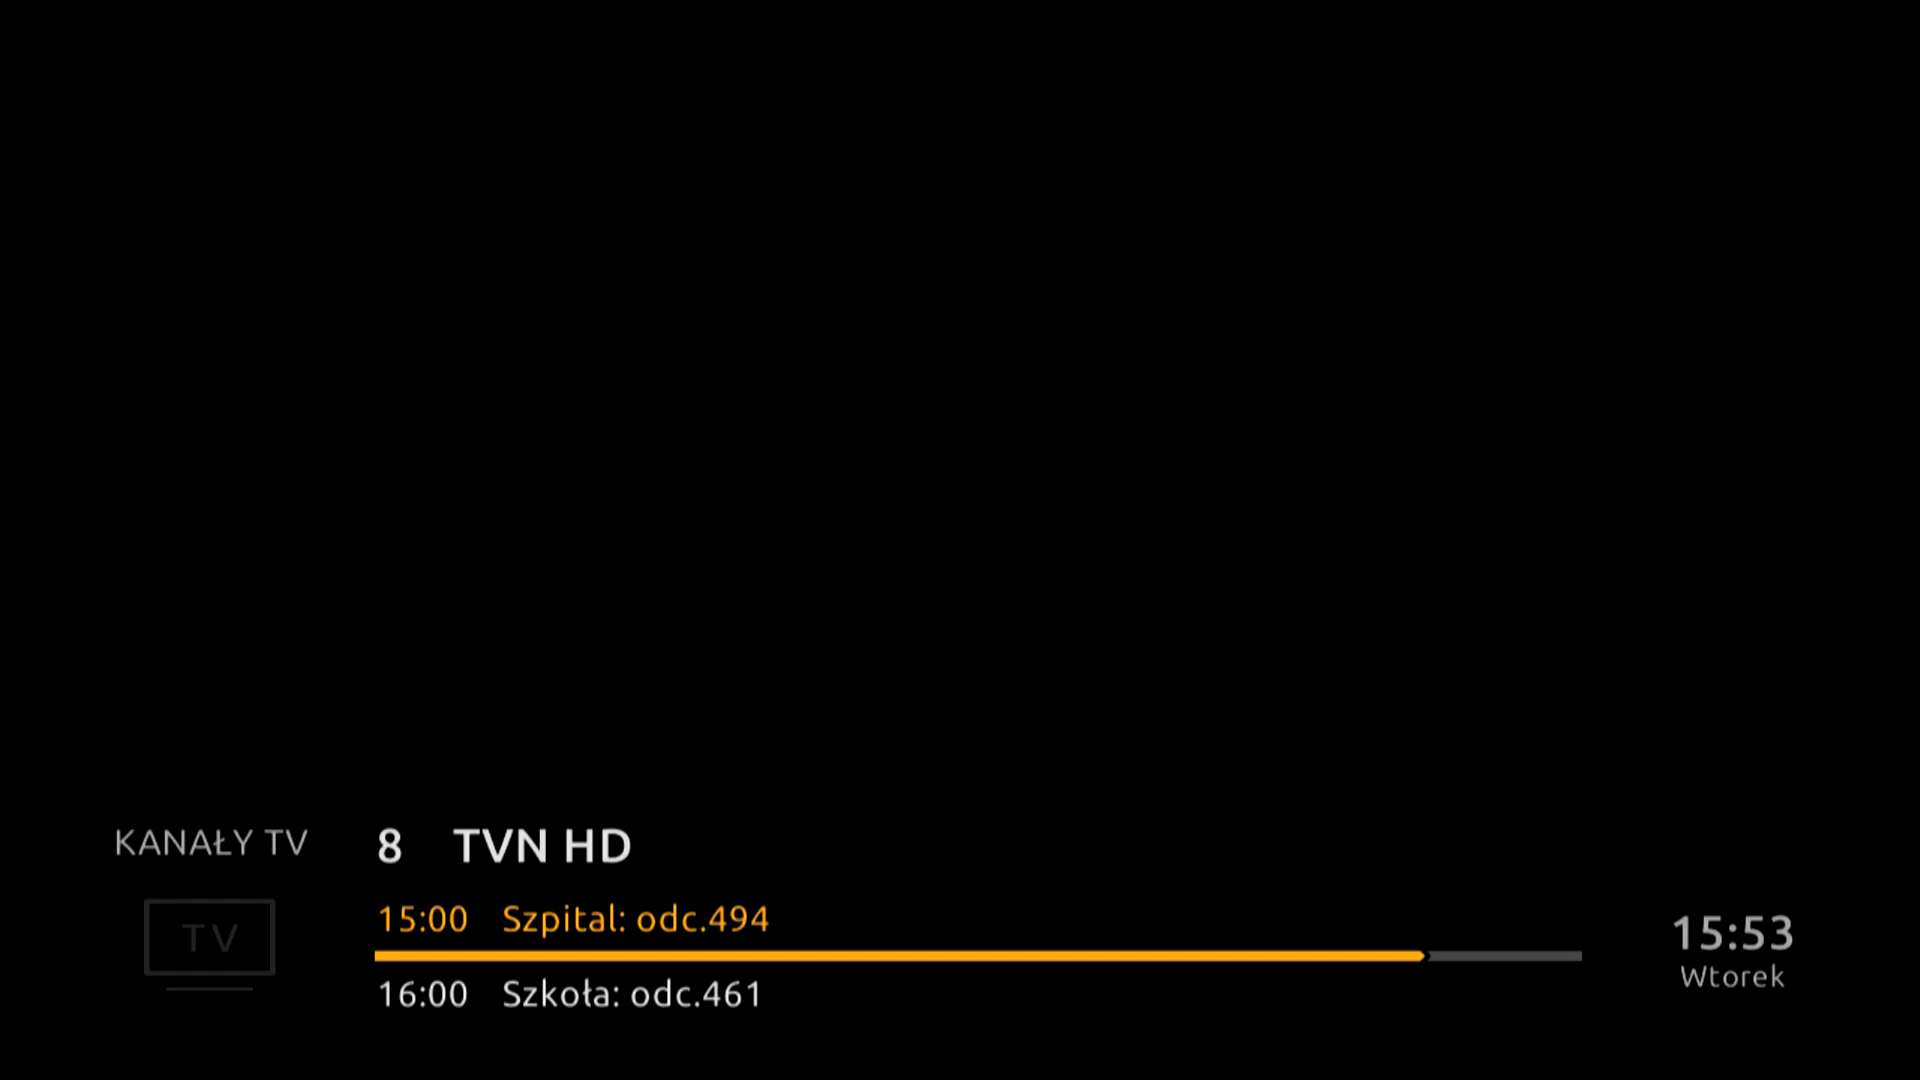 KANAŁY TV
8 TVN HD
TV
15:00 Szpital: odc.494
16:00 Szkoła: odc.461
15:53
Wtorek